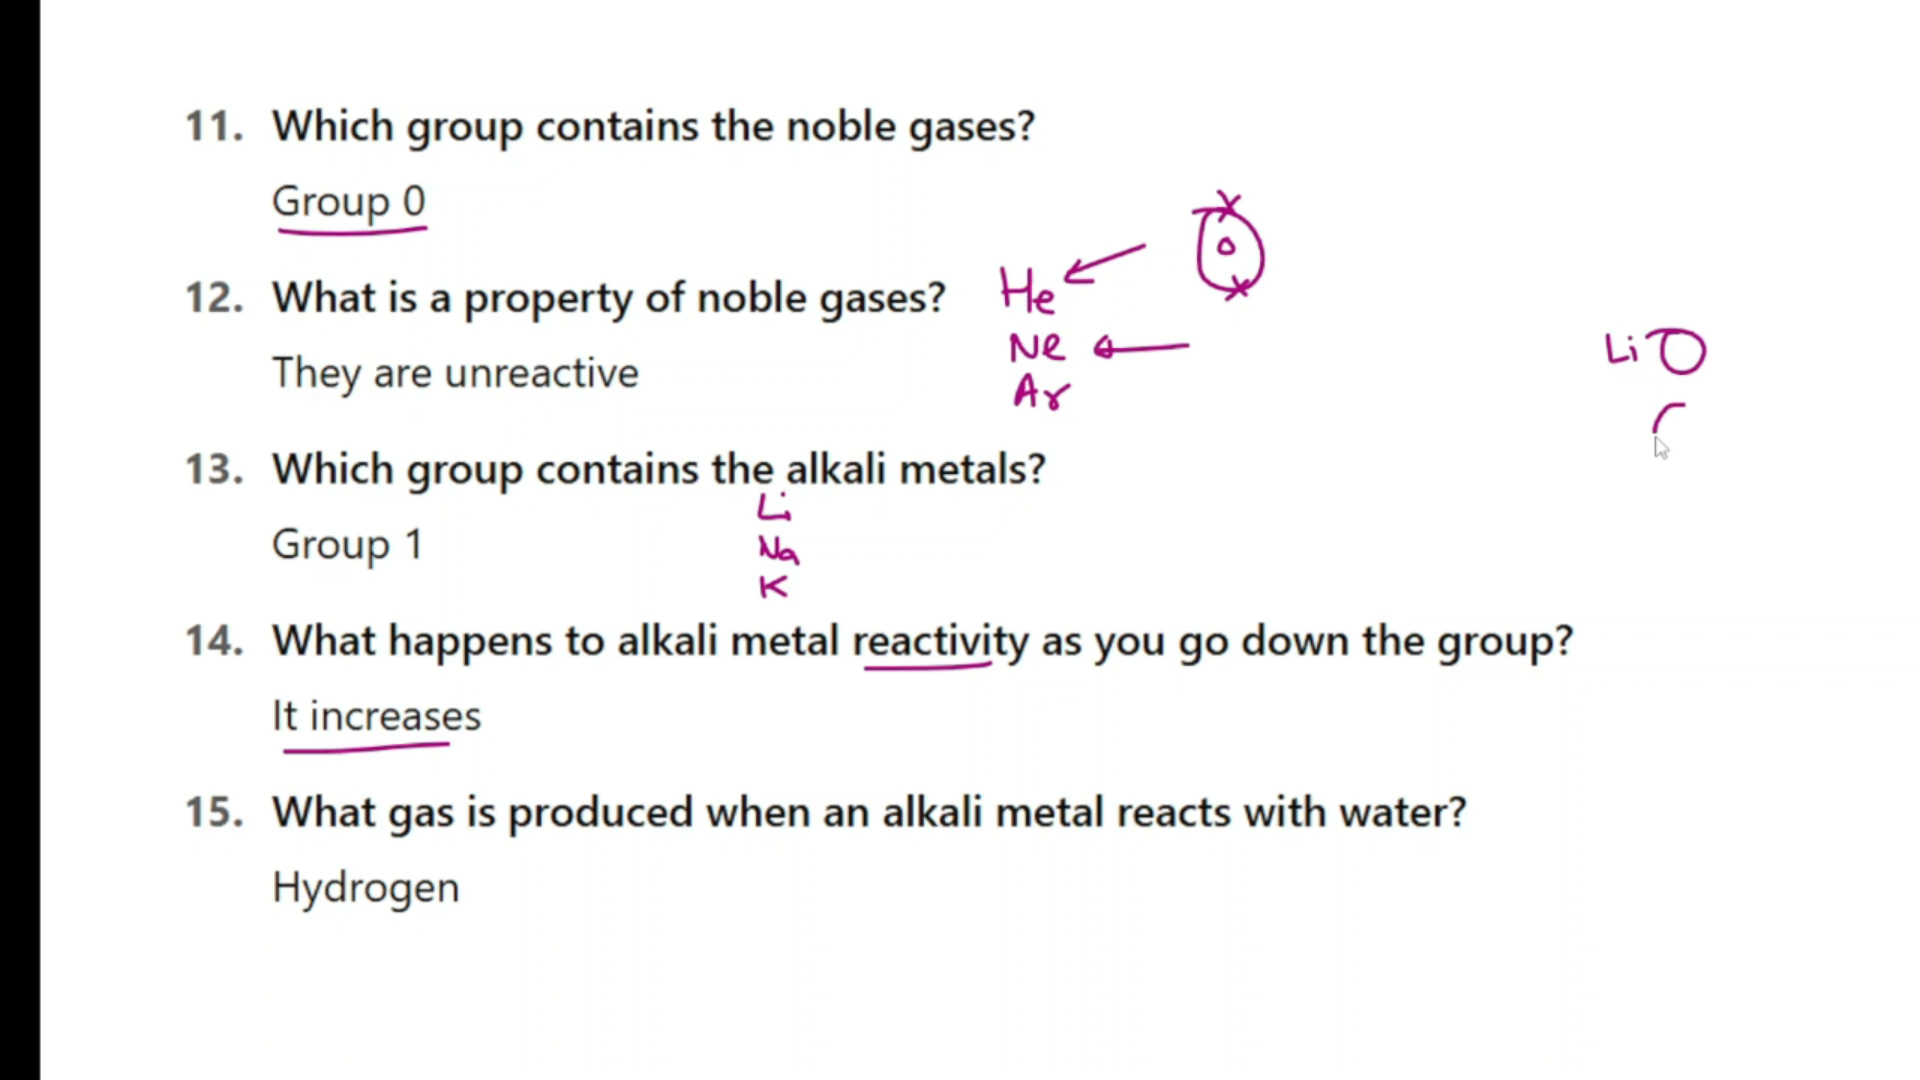 11. Which group contains the noble gases?
Group 0
12. What is a property of noble gases?
He
Ne
Ar
They are unreactive
Li
13. Which group contains the alkali metals?
Li
Na
K
Group 1
14. What happens to alkali metal reactivity as you go down the group?
It increases
15. What gas is produced when an alkali metal reacts with water?
Hydrogen